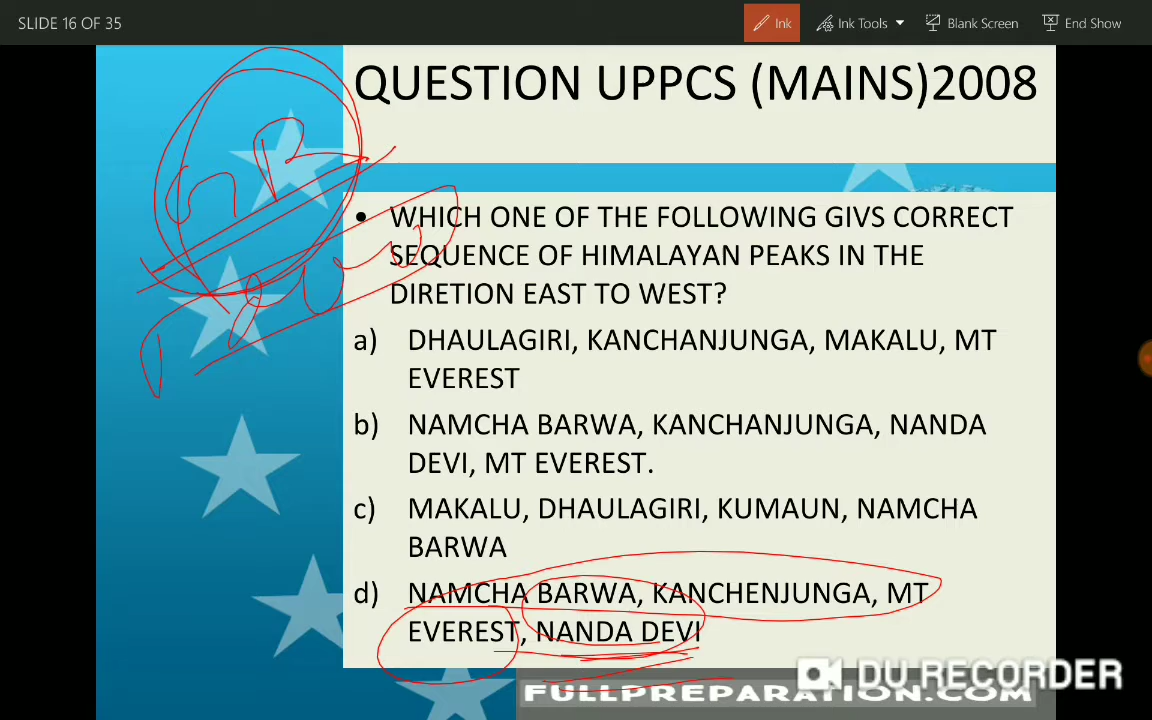 SLIDE 16 OF 35
Ink
Ink Tools
Blank Screen
End Show
QUESTION UPPCS (MAINS)2008
• WHICH ONE OF THE FOLLOWING GIVS CORRECT
SEQUENCE OF HIMALAYAN PEAKS IN THE
DIRETION EAST TO WEST?
a) DHAULAGIRI, KANCHANJUNGA, MAKALU, MT
EVEREST
b) NAMCHA BARWA, KANCHANJUNGA, NANDA
DEVI, MT EVEREST.
c) MAKALU, DHAULAGIRI, KUMAUN, NAMCHA
BARWA
d) NAMCHA BARWA, KANCHENJUNGA, MT
EVEREST, NANDA DEVI
DU RECORDER
FULLPREPARATION.COM